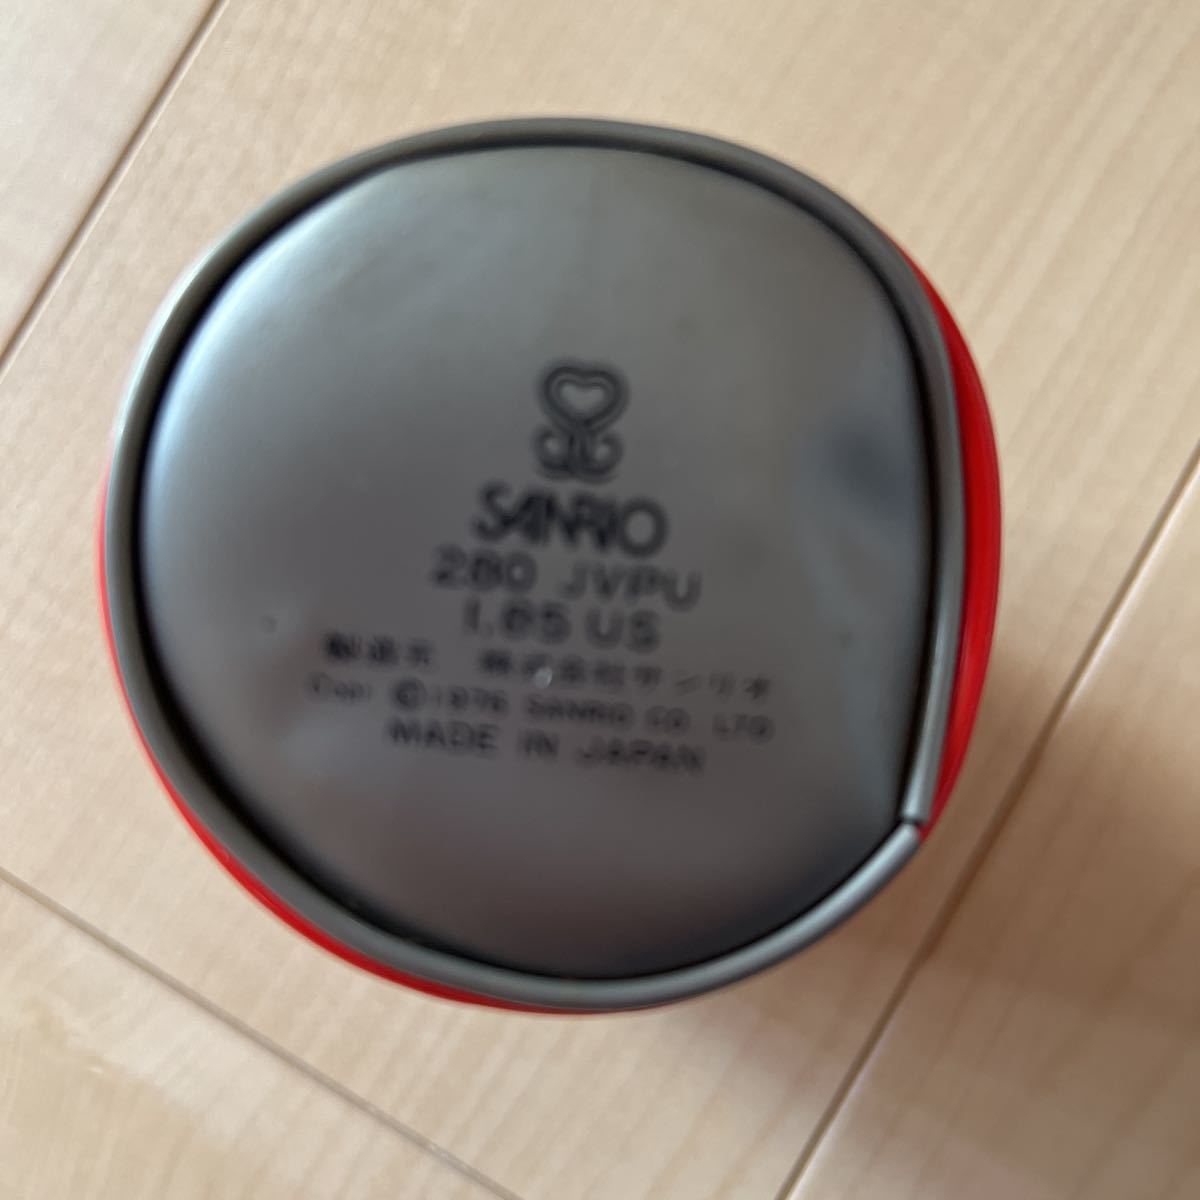 SANRIO
280 JVPU
1.85 US
製造元 株式会社サンリオ
Copr ©1976 SANRIO CO. LTD
MADE IN JAPAN